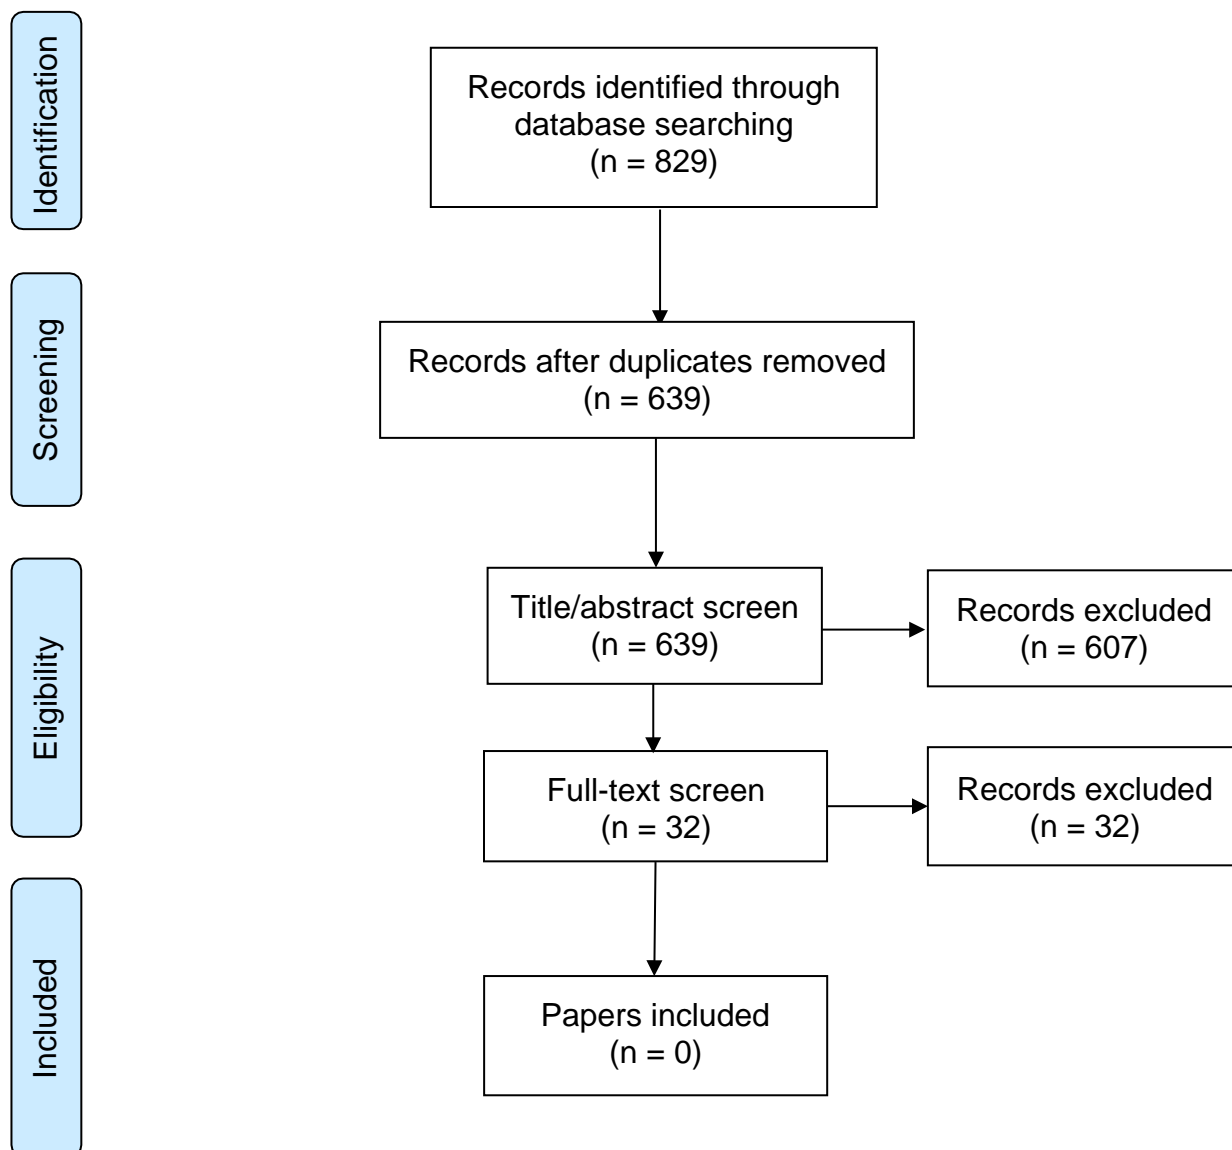 Identification
Records identified through
database searching
(n = 829)
Screening
Records after duplicates removed
(n = 639)
Eligibility
Title/abstract screen
(n = 639)
Records excluded
(n = 607)
Full-text screen
(n = 32)
Records excluded
(n = 32)
Included
Papers included
(n = 0)